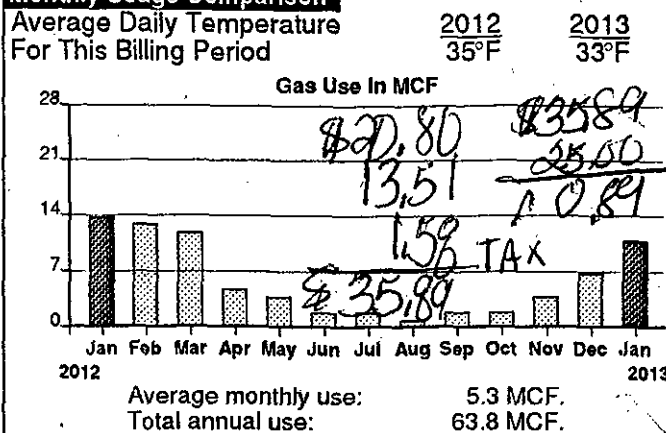 Monthly Usage Comparison
Average Daily Temperature 2012 2013
For This Billing Period 35°F 33°F
Gas Use In MCF
28
21
14
7
0
$20.80
13.51
1.58 TAX
$35.89
$35.89
25.00
10.89
Jan Feb Mar Apr May Jun Jul Aug Sep Oct Nov Dec Jan
2012 2013
Average monthly use: 5.3 MCF.
Total annual use: 63.8 MCF.